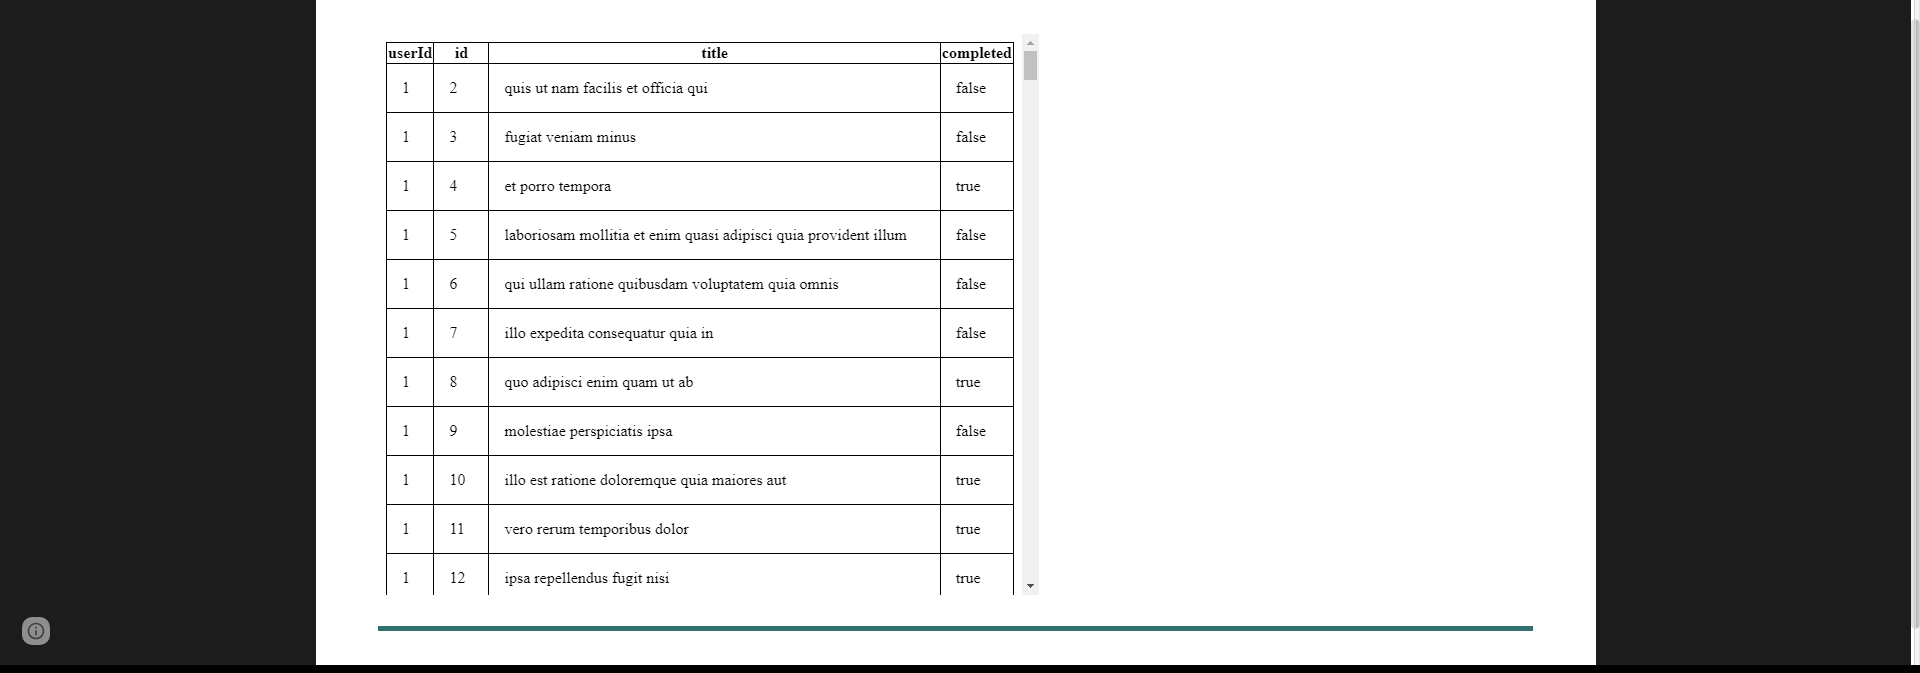 userId id title completed
1 2 quis ut nam facilis et officia qui false
1 3 fugiat veniam minus false
1 4 et porro tempora true
1 5 laboriosam mollitia et enim quasi adipisci quia provident illum false
1 6 qui ullam ratione quibusdam voluptatem quia omnis false
1 7 illo expedita consequatur quia in false
1 8 quo adipisci enim quam ut ab true
1 9 molestiae perspiciatis ipsa false
1 10 illo est ratione doloremque quia maiores aut true
1 11 vero rerum temporibus dolor true
1 12 ipsa repellendus fugit nisi true